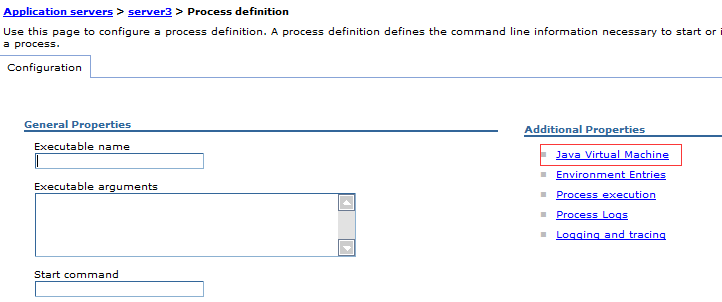 Application servers > server3 > Process definition
Use this page to configure a process definition. A process definition defines the command line information necessary to start or
a process.
Configuration
General Properties
Executable name
Executable arguments
Start command
Additional Properties
Java Virtual Machine
Environment Entries
Process execution
Process Logs
Logging and tracing